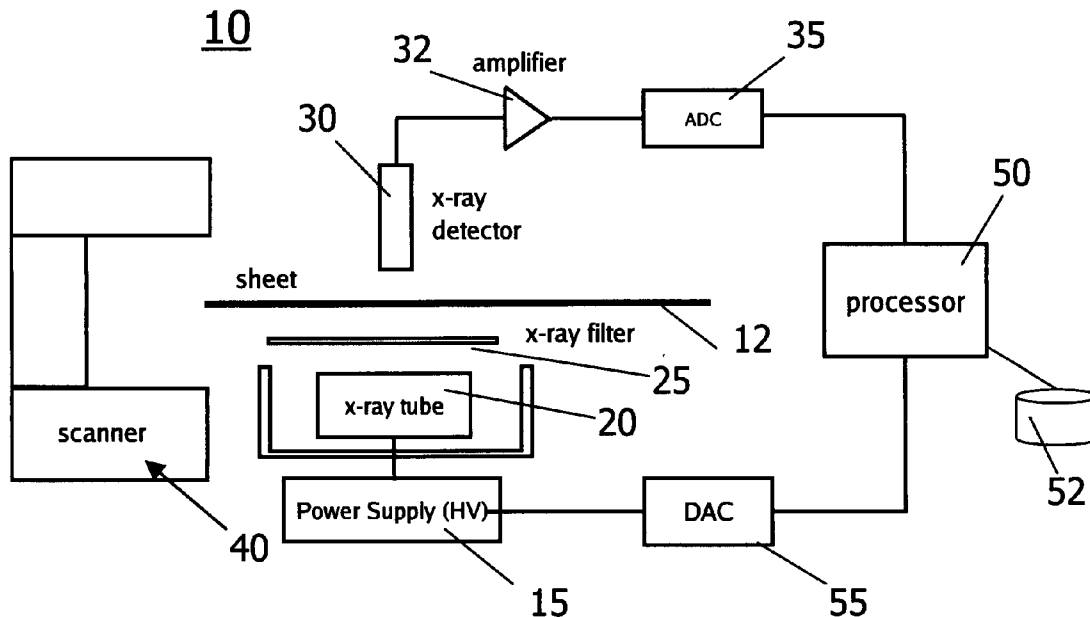 10
32
amplifier
35
ADC
30
x-ray
detector
50
sheet
processor
x-ray filter
12
25
x-ray tube
20
scanner
52
Power Supply (HV)
DAC
40
15
55